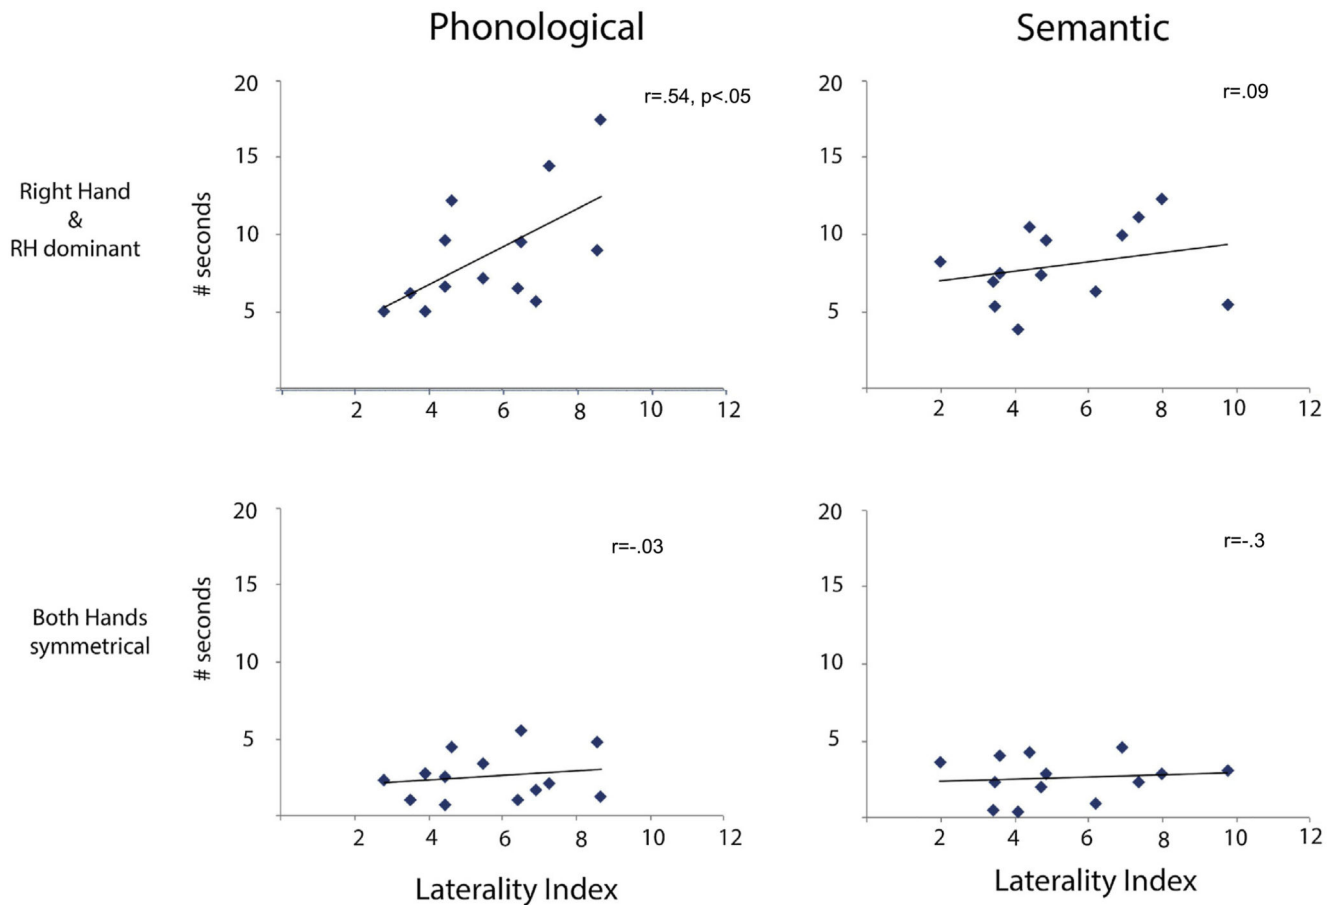 Phonological
Semantic
Right Hand
&
RH dominant
# seconds
20
15
10
5
2 4 6 8 10 12
r=.54, p<.05
20
15
10
5
2 4 6 8 10 12
r=.09
Both Hands
symmetrical
# seconds
20
15
10
5
2 4 6 8 10 12
r=-.03
Laterality Index
20
15
10
5
2 4 6 8 10 12
r=-.3
Laterality Index